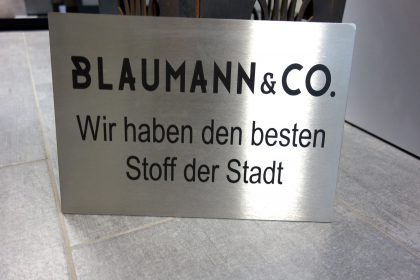 BLAUMANN & CO.
Wir haben den besten
Stoff der Stadt